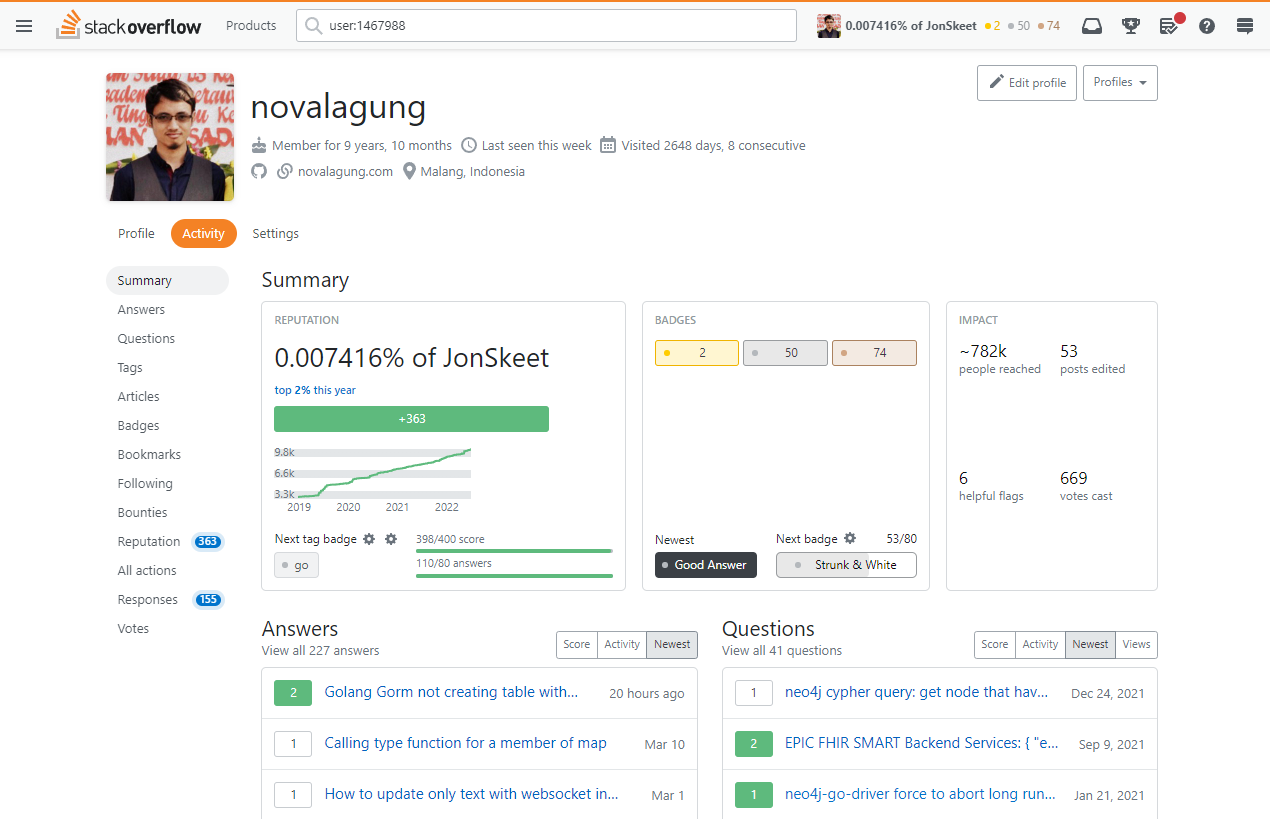 stackoverflow Products user:1467988 0.007416% of JonSkeet 2 50 74
Edit profile Profiles
novalagung
Member for 9 years, 10 months Last seen this week Visited 2648 days, 8 consecutive
novalagung.com Malang, Indonesia
Profile Activity Settings
Summary
Answers
Questions
Tags
Articles
Badges
Bookmarks
Following
Bounties
Reputation 363
All actions
Responses 155
Votes
Summary
REPUTATION
0.007416% of JonSkeet
top 2% this year
+363
9.8k
6.6k
3.3k
2019 2020 2021 2022
Next tag badge 398/400 score
go 110/80 answers
BADGES
2 50 74
Newest Next badge 53/80
Good Answer Strunk & White
IMPACT
~782k 53
people reached posts edited
6 669
helpful flags votes cast
Answers
View all 227 answers Score Activity Newest
2 Golang Gorm not creating table with... 20 hours ago
1 Calling type function for a member of map Mar 10
1 How to update only text with websocket in... Mar 1
Questions
View all 41 questions Score Activity Newest Views
1 neo4j cypher query: get node that hav... Dec 24, 2021
2 EPIC FHIR SMART Backend Services: { "e... Sep 9, 2021
1 neo4j-go-driver force to abort long run... Jan 21, 2021